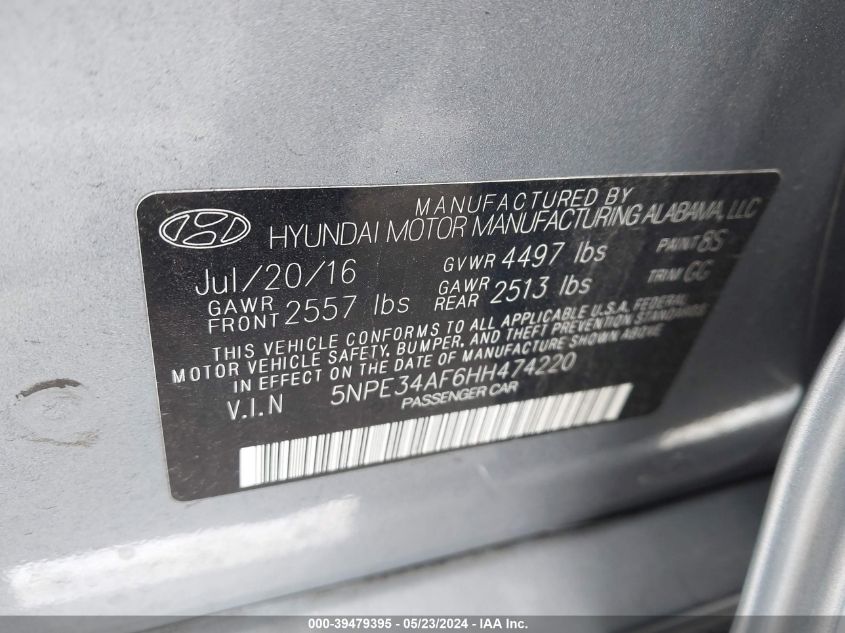 MANUFACTURED BY
HYUNDAI MOTOR MANUFACTURING ALABAMA, LLC
Jul/20/16 GVWR 4497 lbs PAINT 8S
GAWR FRONT 2557 lbs GAWR REAR 2513 lbs TRIM GG
THIS VEHICLE CONFORMS TO ALL APPLICABLE U.S.A. FEDERAL
MOTOR VEHICLE SAFETY, BUMPER, AND THEFT PREVENTION STANDARDS
IN EFFECT ON THE DATE OF MANUFACTURE SHOWN ABOVE
V.I.N 5NPE34AF6HH474220
PASSENGER CAR
000-39479395 - 05/23/2024 - IAA Inc.